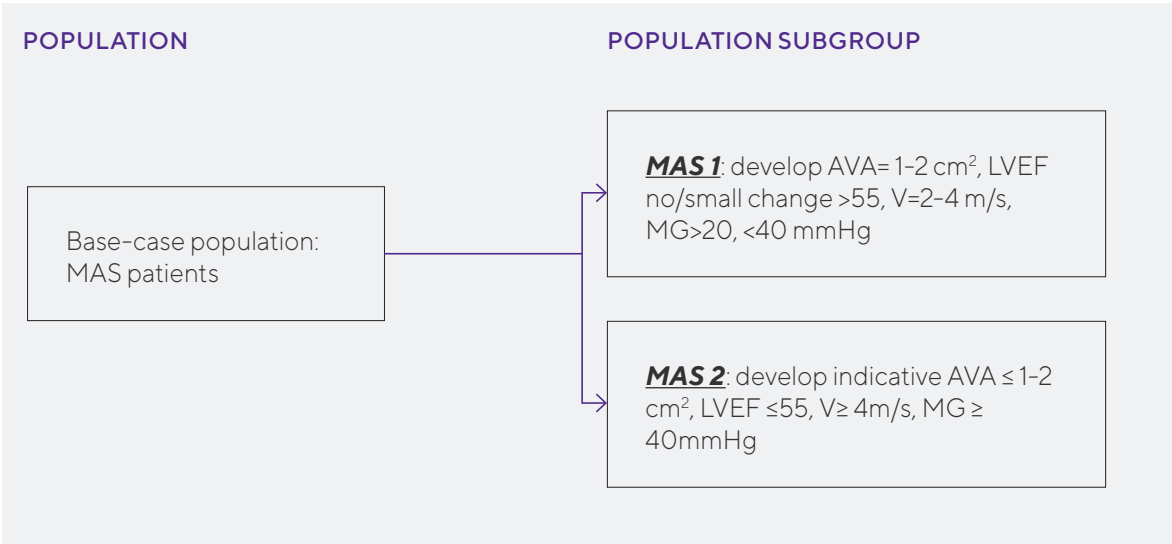 POPULATION
POPULATION SUBGROUP
Base-case population:
MAS patients
MAS 1: develop AVA= 1-2 cm², LVEF
no/small change >55, V=2-4 m/s,
MG>20, <40 mmHg
MAS 2: develop indicative AVA ≤ 1-2
cm², LVEF ≤55, V≥ 4m/s, MG ≥
40mmHg